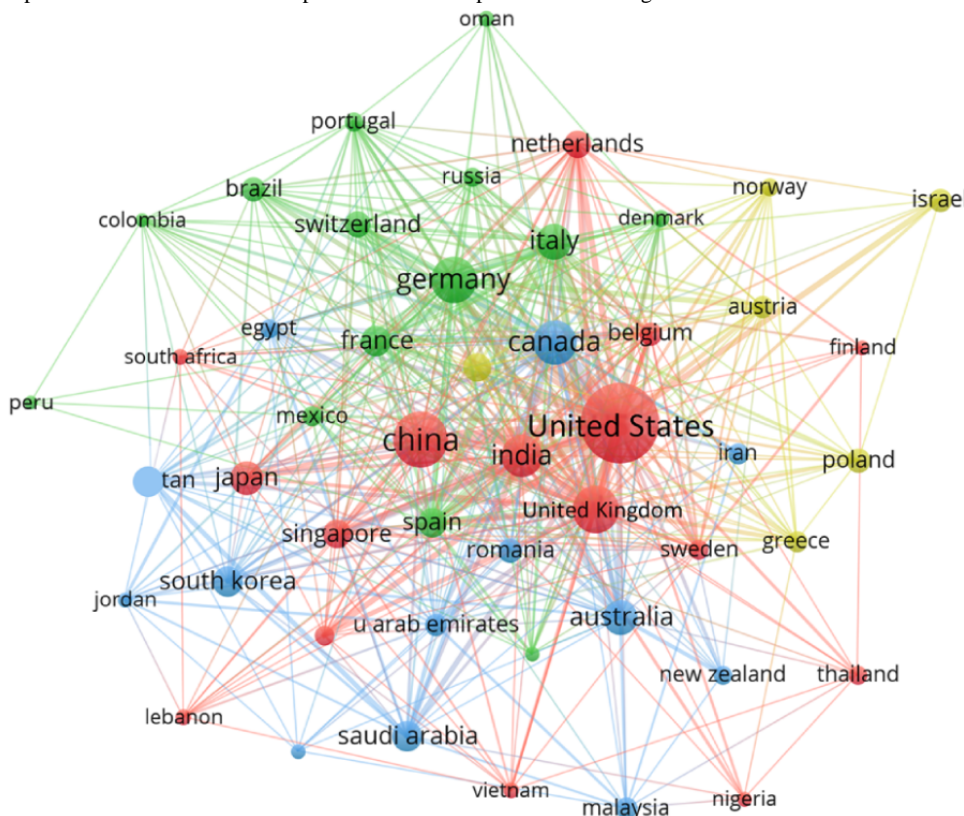 oman
portugal
netherlands
russia
norway
brazil
israel
colombia
switzerland
denmark
italy
germany
austria
egypt
france
canada
belgium
south africa
finland
peru
mexico
United States
china
india
iran
poland
tan
japan
United Kingdom
singapore
spain
romania
sweden
greece
south korea
jordan
u arab emirates
australia
new zealand
thailand
lebanon
saudi arabia
vietnam
malaysia
nigeria